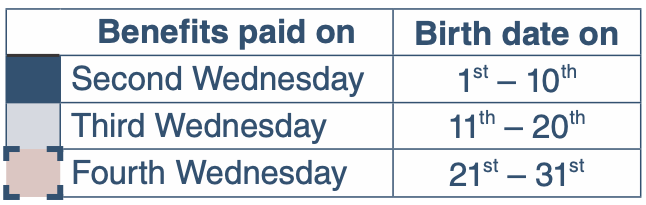 Benefits paid on Birth date on
Second Wednesday 1st – 10th
Third Wednesday 11th – 20th
Fourth Wednesday 21st – 31st